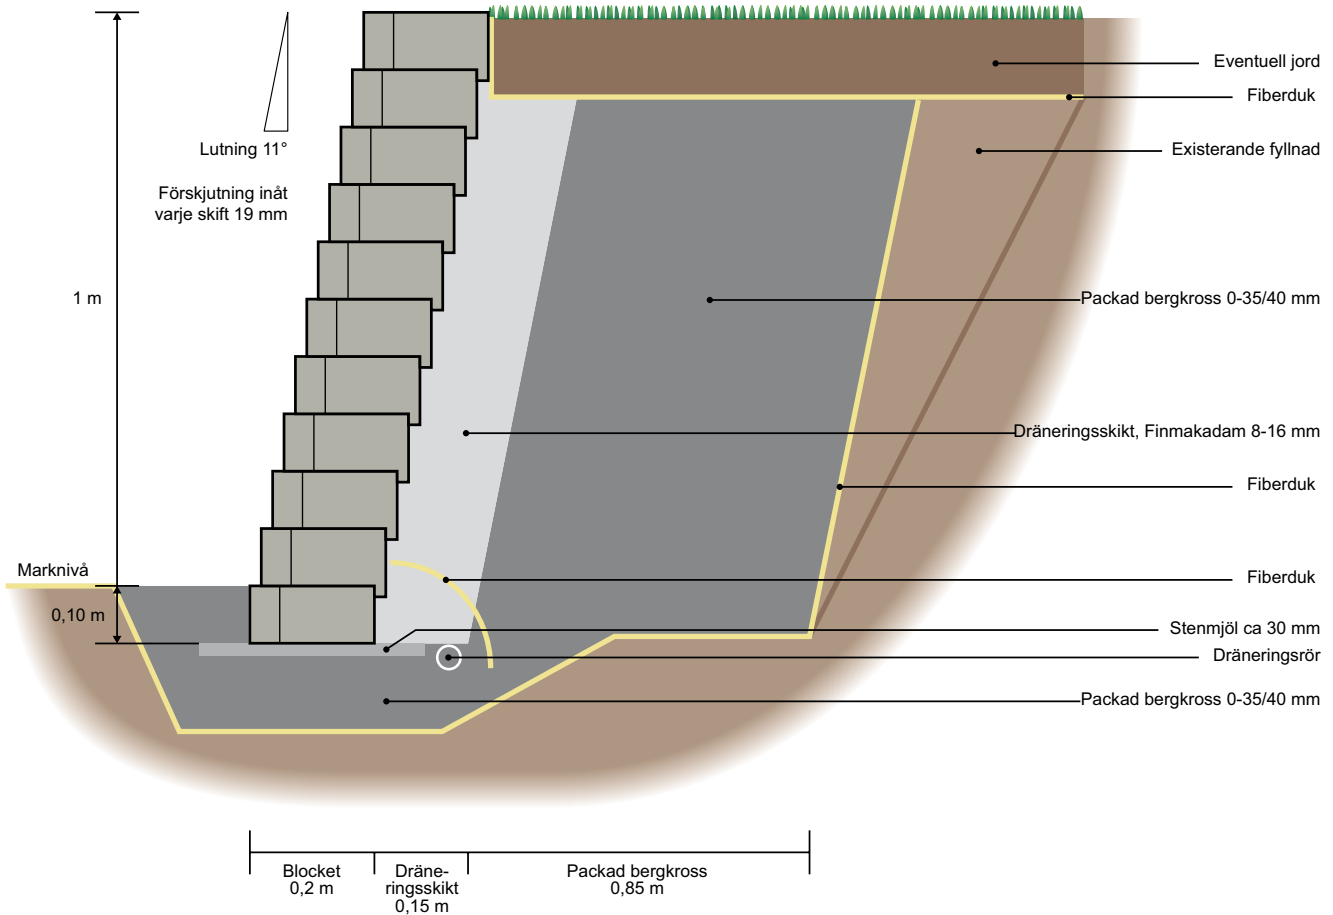 Eventuell jord
Fiberduk
Lutning 11°
Existerande fyllnad
Förskjutning inåt
varje skift 19 mm
1 m
Packad bergkross 0-35/40 mm
Dräneringsskikt, Finmakadam 8-16 mm
Fiberduk
Marknivå
Fiberduk
0,10 m
Stenmjöl ca 30 mm
Dräneringsrör
Packad bergkross 0-35/40 mm
Blocket
0,2 m
Dräne-
ringsskikt
0,15 m
Packad bergkross
0,85 m